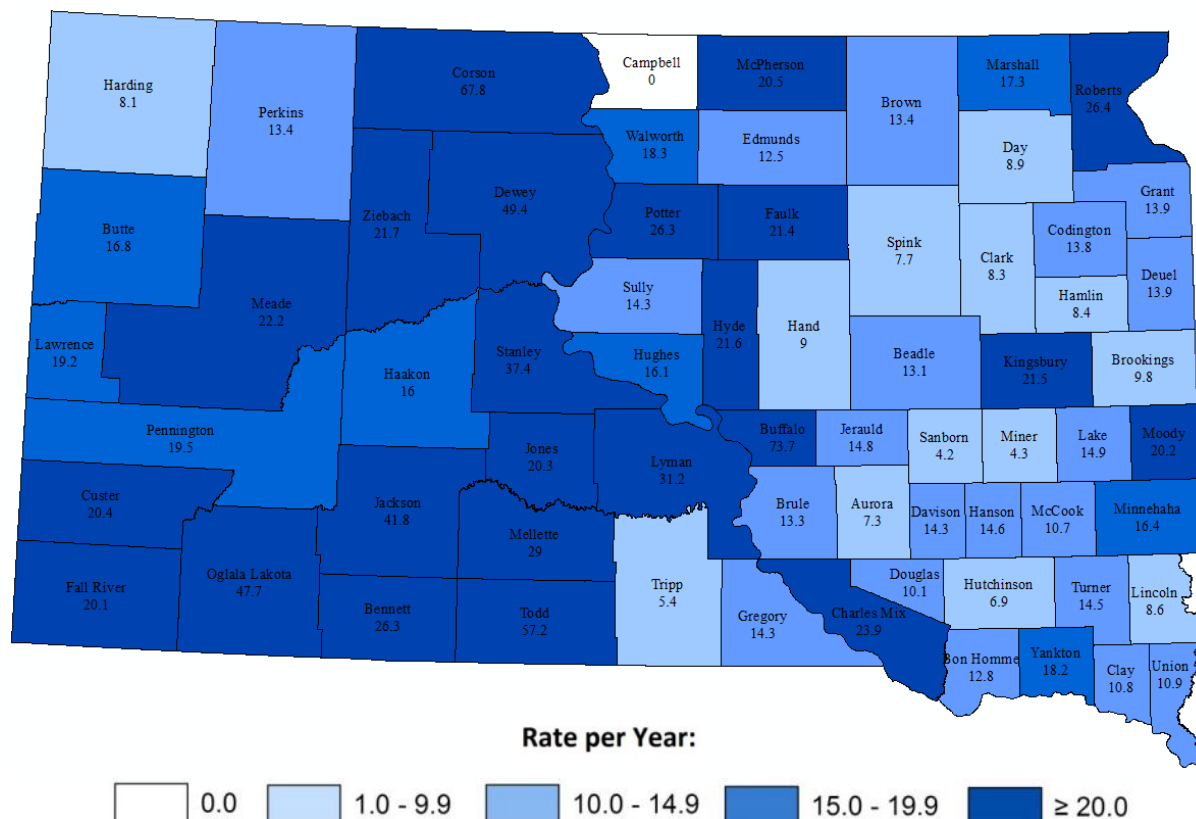 Harding
8.1
Perkins
13.4
Corson
67.8
Campbell
0
McPherson
20.5
Brown
13.4
Marshall
17.3
Roberts
26.4
Walworth
18.3
Edmunds
12.5
Day
8.9
Butte
16.8
Ziebach
21.7
Dewey
49.4
Potter
26.3
Faulk
21.4
Spink
7.7
Clark
8.3
Codington
13.8
Grant
13.9
Meade
22.2
Sully
14.3
Hyde
21.6
Hand
9
Hamlin
8.4
Deuel
13.9
Lawrence
19.2
Haakon
16
Stanley
37.4
Hughes
16.1
Beadle
13.1
Kingsbury
21.5
Brookings
9.8
Pennington
19.5
Jones
20.3
Lyman
31.2
Buffalo
73.7
Jerauld
14.8
Sanborn
4.2
Miner
4.3
Lake
14.9
Moody
20.2
Custer
20.4
Jackson
41.8
Mellette
29
Brule
13.3
Aurora
7.3
Davison
14.3
Hanson
14.6
McCook
10.7
Minnehaha
16.4
Fall River
20.1
Oglala Lakota
47.7
Bennett
26.3
Todd
57.2
Tripp
5.4
Gregory
14.3
Charles Mix
23.9
Douglas
10.1
Hutchinson
6.9
Turner
14.5
Lincoln
8.6
Bon Homme
12.8
Yankton
18.2
Clay
10.8
Union
10.9
Rate per Year:
0.0
1.0 - 9.9
10.0 - 14.9
15.0 - 19.9
≥ 20.0